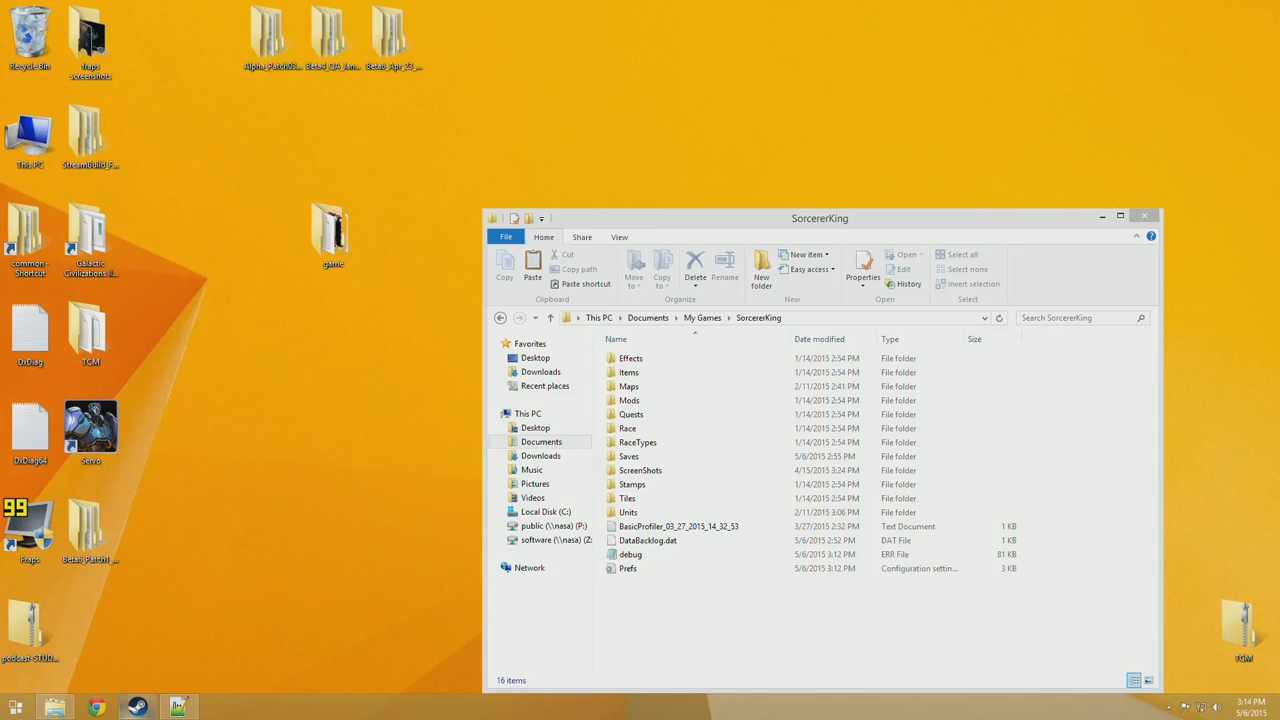 Recycle Bin
fraps
screenshots
Alpha_Patch03...
Beta4_QA_Jan...
Beta6_Apr_23_...
This PC
StreamBuild_F...
common -
Shortcut
Galactic
Civilizations II...
game
DxDiag
TCM
DxDiag64
Servo
99
Fraps
Beta6_Patch1_...
podcast-STUD...
TCM
SorcererKing
File Home Share View
Copy
Paste
Cut
Copy path
Paste shortcut
Clipboard
Move
to
Copy
to
Delete
Rename
Organize
New
folder
New item
Easy access
New
Properties
Open
Edit
History
Open
Select all
Select none
Invert selection
Select
This PC Documents My Games SorcererKing
Search SorcererKing
Name Date modified Type Size
Favorites
Desktop
Downloads
Recent places
This PC
Desktop
Documents
Downloads
Music
Pictures
Videos
Local Disk (C:)
public (\\nasa) (P:)
software (\\nasa) (Z:
Network
Effects 1/14/2015 2:54 PM File folder
Items 1/14/2015 2:54 PM File folder
Maps 2/11/2015 2:41 PM File folder
Mods 1/14/2015 2:54 PM File folder
Quests 1/14/2015 2:54 PM File folder
Race 1/14/2015 2:54 PM File folder
RaceTypes 1/14/2015 2:54 PM File folder
Saves 5/6/2015 2:55 PM File folder
ScreenShots 4/15/2015 3:24 PM File folder
Stamps 1/14/2015 2:54 PM File folder
Tiles 1/14/2015 2:54 PM File folder
Units 2/11/2015 3:06 PM File folder
BasicProfiler_03_27_2015_14_32_53 3/27/2015 2:32 PM Text Document 1 KB
DataBacklog.dat 5/6/2015 2:52 PM DAT File 1 KB
debug 5/6/2015 3:12 PM ERR File 81 KB
Prefs 5/6/2015 3:12 PM Configuration settin... 3 KB
16 items
3:14 PM
5/6/2015